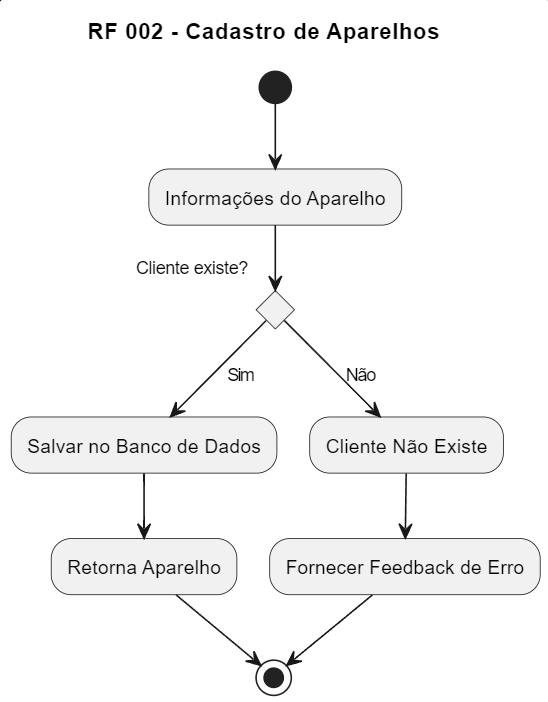 RF 002 - Cadastro de Aparelhos
Informações do Aparelho
Cliente existe?
Sim
Não
Salvar no Banco de Dados
Cliente Não Existe
Retorna Aparelho
Fornecer Feedback de Erro